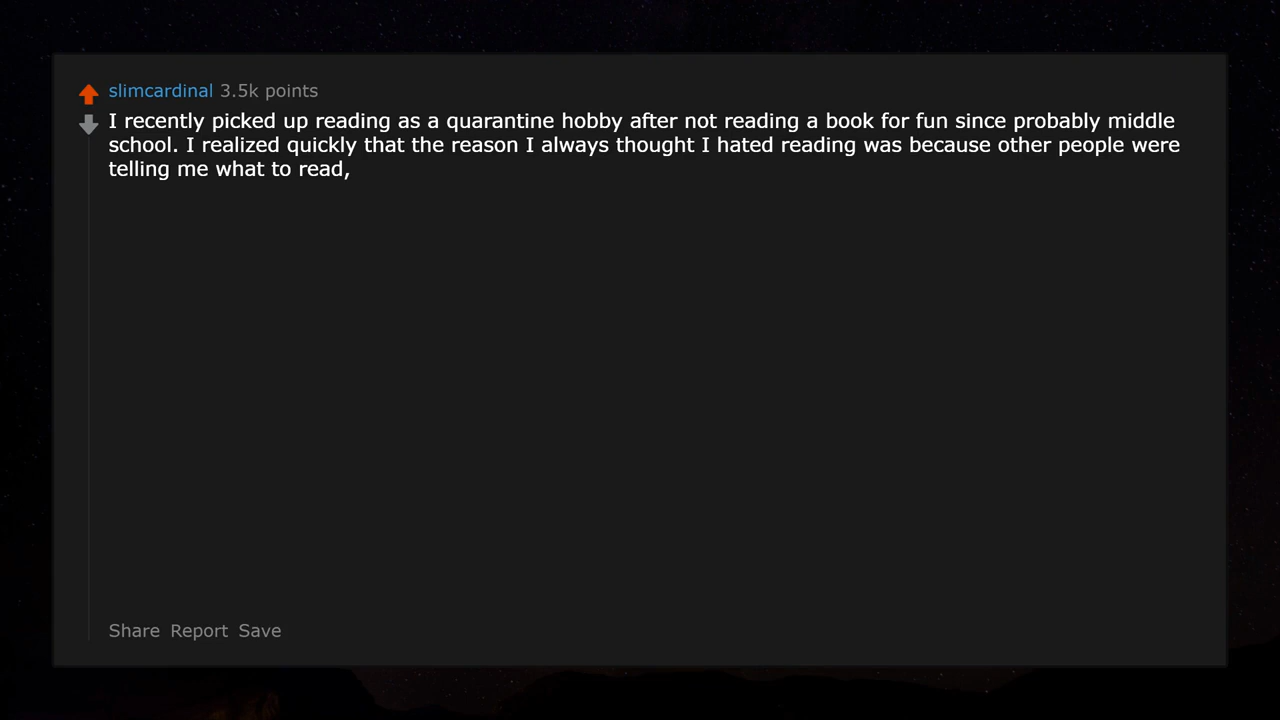 slimcardinal 3.5k points
I recently picked up reading as a quarantine hobby after not reading a book for fun since probably middle
school. I realized quickly that the reason I always thought I hated reading was because other people were
telling me what to read,
Share Report Save